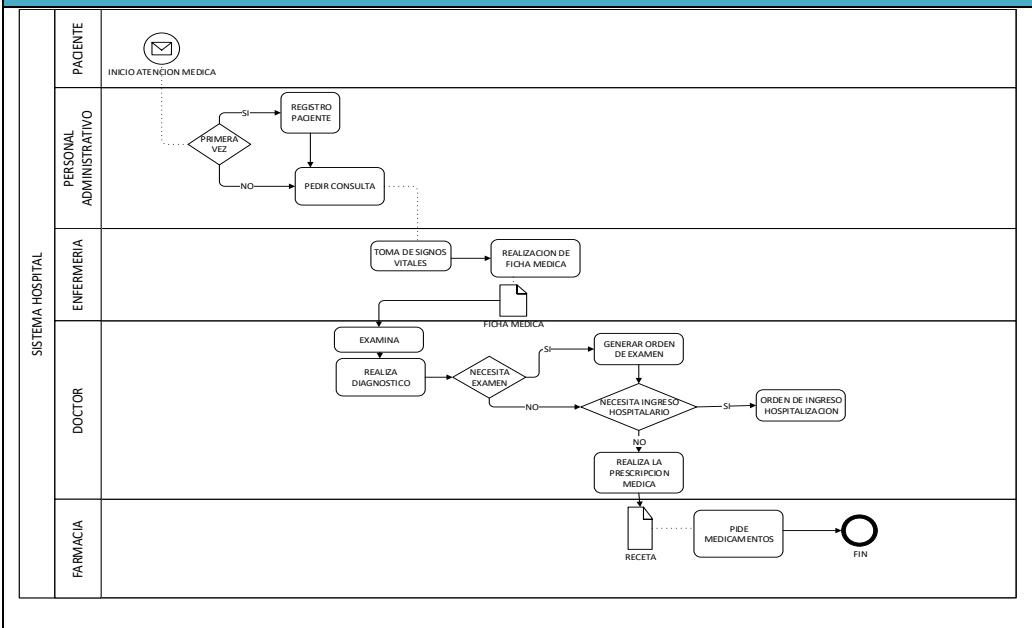 SISTEMA HOSPITAL
PACIENTE
INICIO ATENCION MEDICA
PERSONAL
ADMINISTRATIVO
PRIMERA
VEZ
SI
REGISTRO
PACIENTE
NO
PEDIR CONSULTA
ENFERMERIA
TOMA DE SIGNOS
VITALES
REALIZACION DE
FICHA MEDICA
FICHA MEDICA
DOCTOR
EXAMINA
REALIZA
DIAGNOSTICO
NECESITA
EXAMEN
SI
GENERAR ORDEN
DE EXAMEN
NO
NECESITA INGRESO
HOSPITALARIO
SI
ORDEN DE INGRESO
HOSPITALIZACION
NO
REALIZA LA
PRESCRIPCION
MEDICA
FARMACIA
RECETA
PIDE
MEDICAMENTOS
FIN